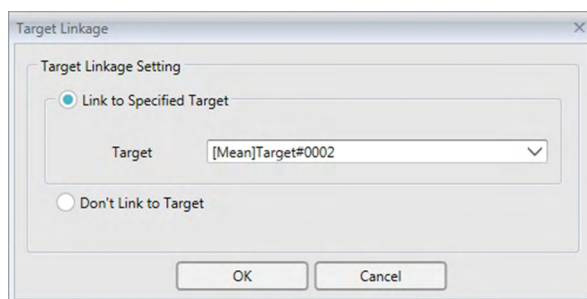 Target Linkage
Target Linkage Setting
Link to Specified Target
Target [Mean]Target#0002
Don't Link to Target
OK Cancel